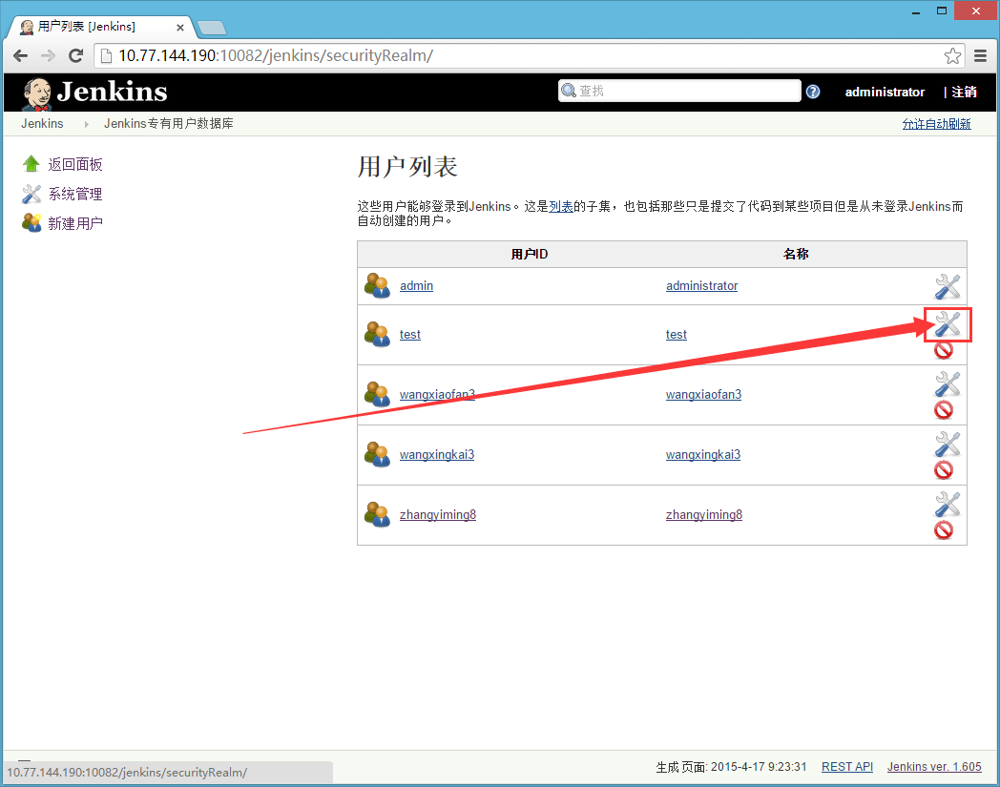 用户列表 [Jenkins]
10.77.144.190:10082/jenkins/securityRealm/
Jenkins
查找
administrator
| 注销
Jenkins
Jenkins专有用户数据库
允许自动刷新
返回面板
系统管理
新建用户
用户列表
这些用户能够登录到Jenkins。这是列表的子集，也包括那些只是提交了代码到某些项目但是从未登录Jenkins而
自动创建的用户。
用户ID 名称
admin administrator
test test
wangxiaofan3 wangxiaofan3
wangxingkai3 wangxingkai3
zhangyiming8 zhangyiming8
10.77.144.190:10082/jenkins/securityRealm/
生成 页面: 2015-4-17 9:23:31 REST API Jenkins ver. 1.605